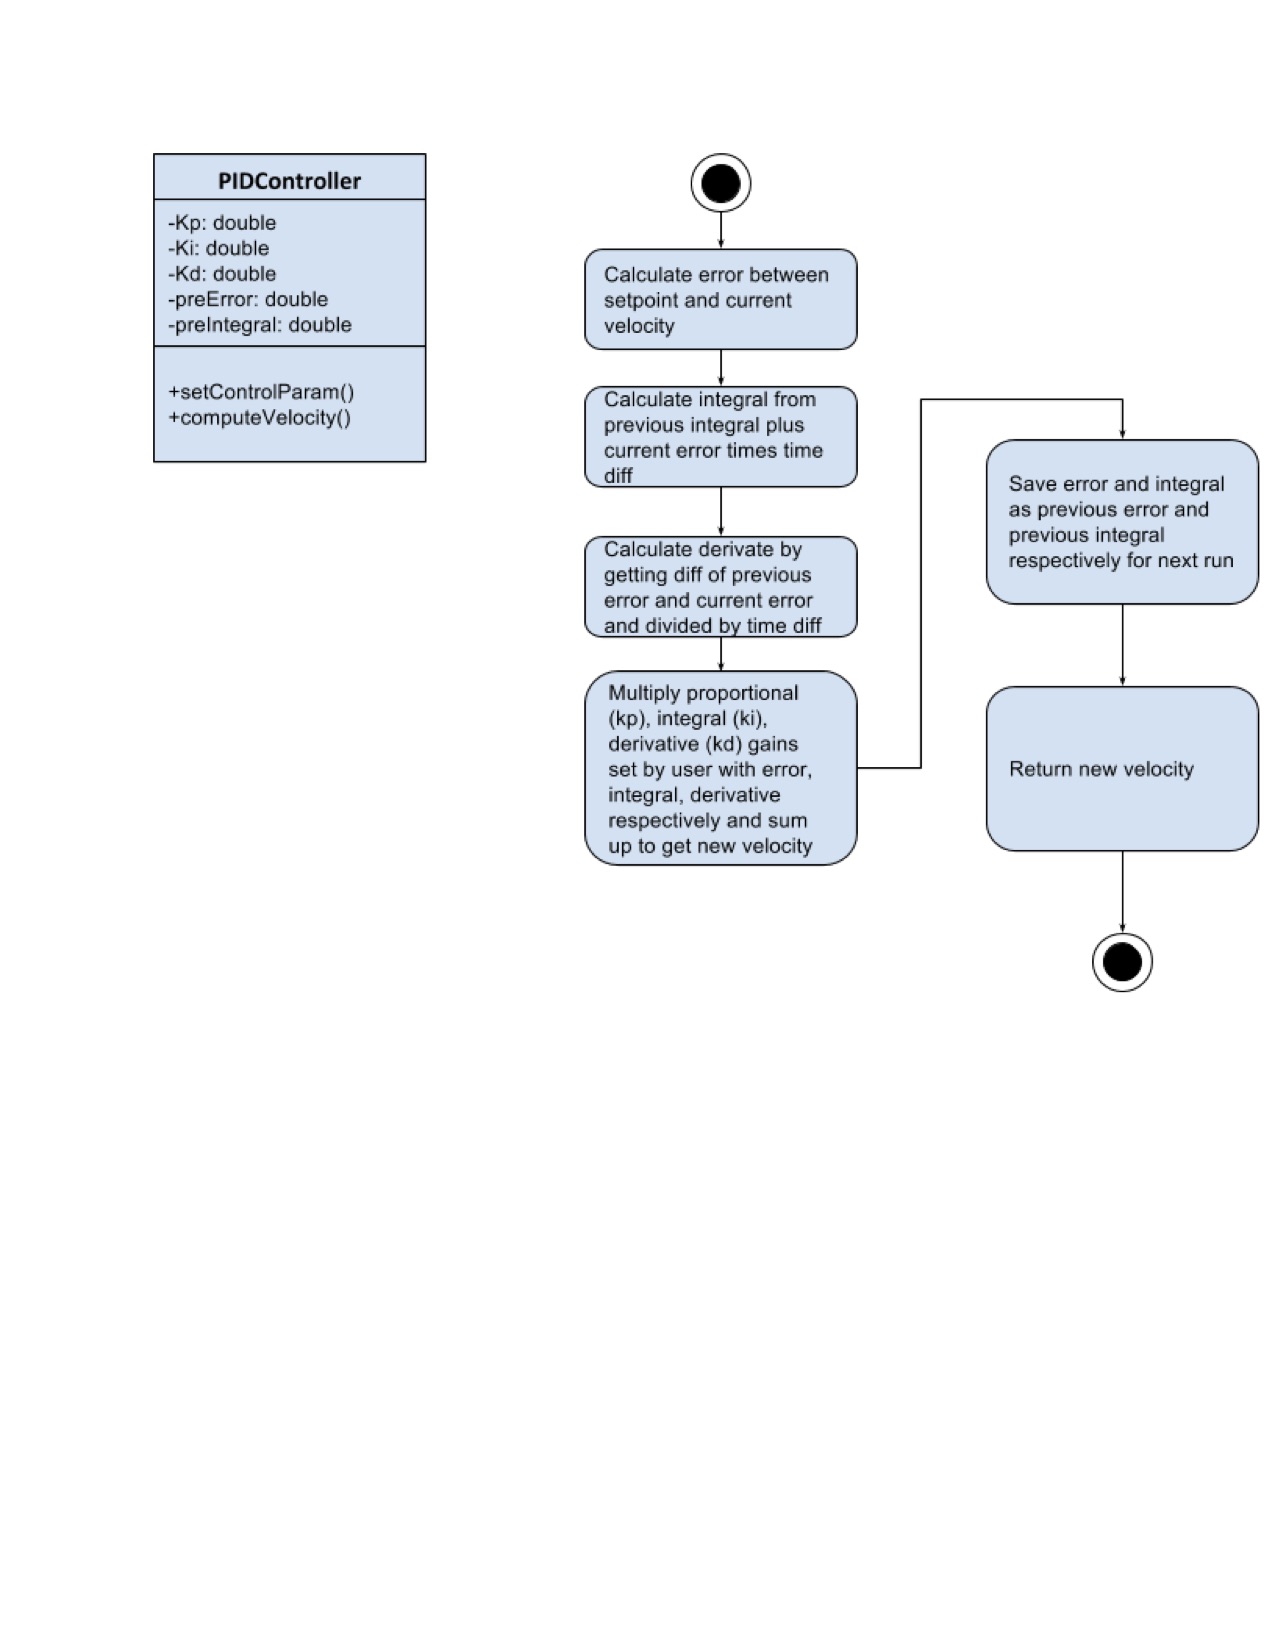 PIDController
-Kp: double
-Ki: double
-Kd: double
-preError: double
-preIntegral: double
+setControlParam()
+computeVelocity()
Calculate error between
setpoint and current
velocity
Calculate integral from
previous integral plus
current error times time
diff
Calculate derivate by
getting diff of previous
error and current error
and divided by time diff
Multiply proportional
(kp), integral (ki),
derivative (kd) gains
set by user with error,
integral, derivative
respectively and sum
up to get new velocity
Save error and integral
as previous error and
previous integral
respectively for next run
Return new velocity